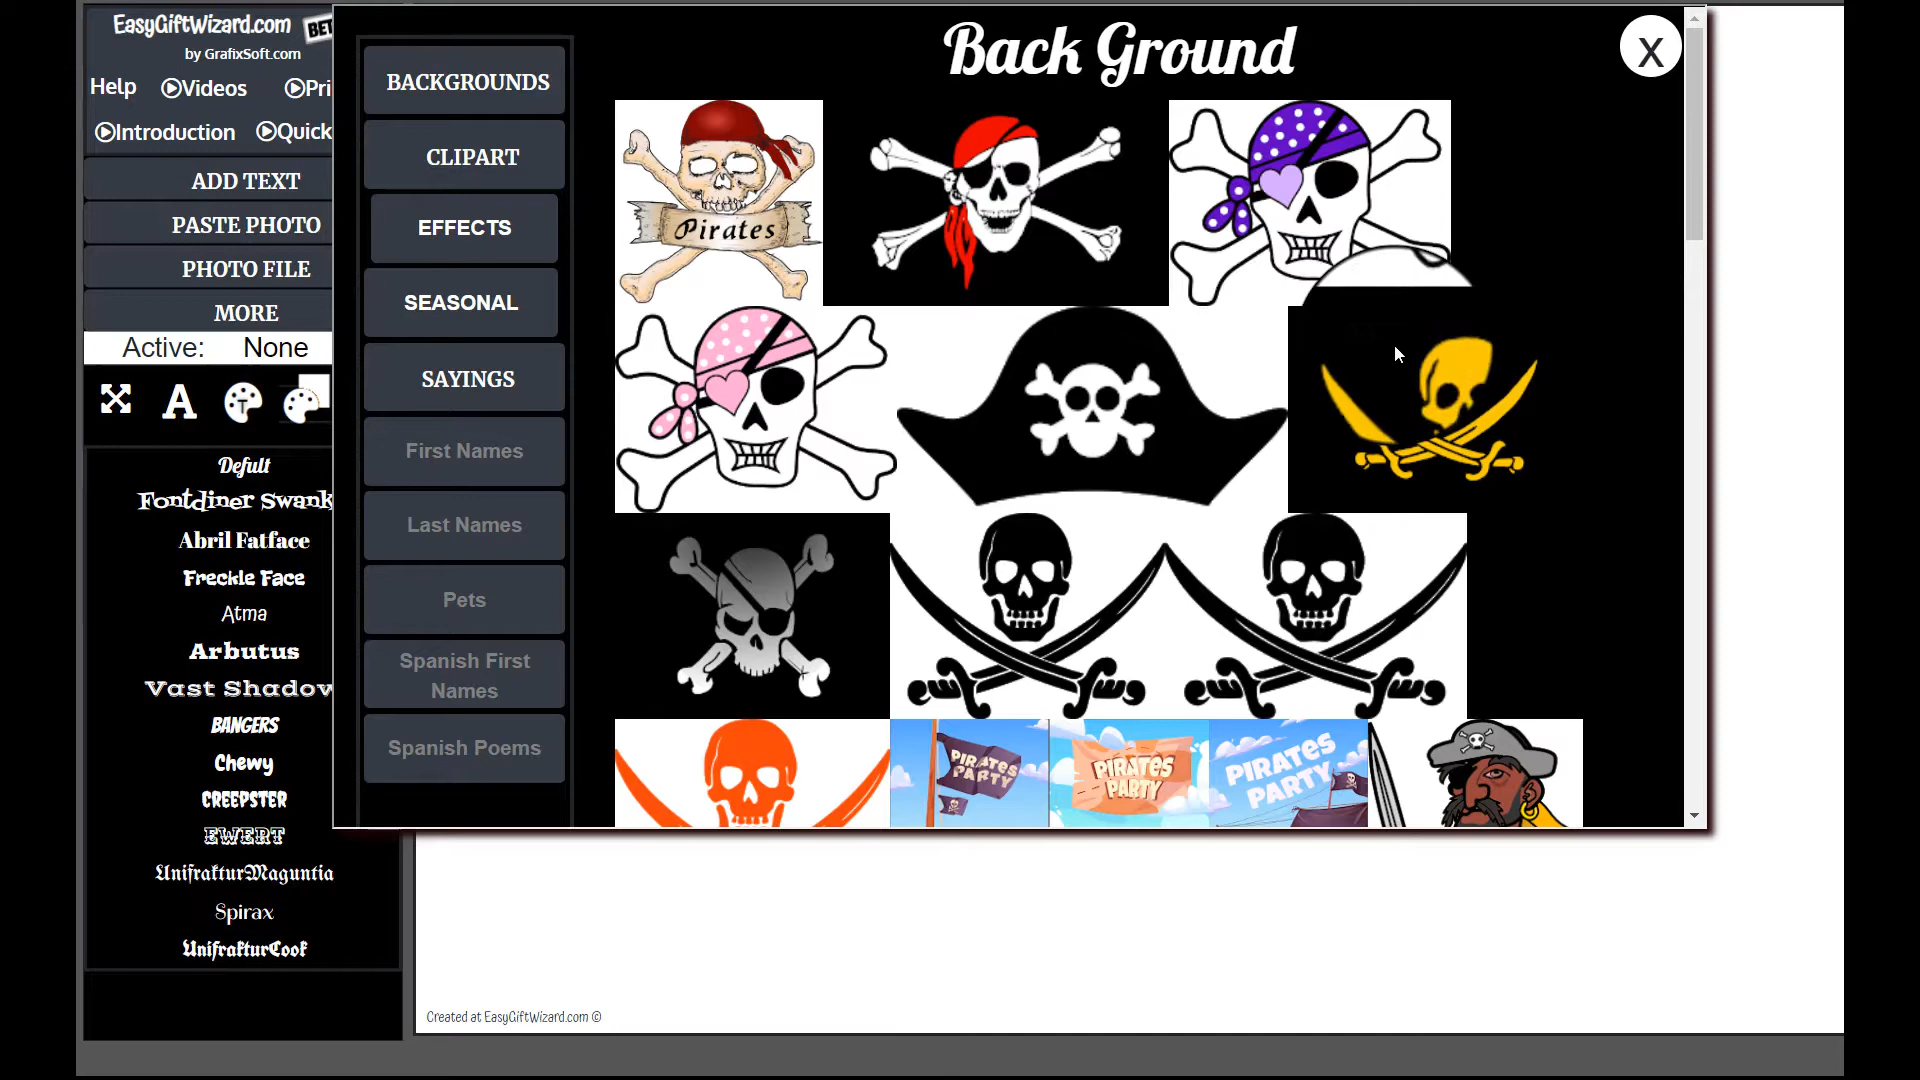 EasyGiftWizard.com
by GrafixSoft.com
Help Videos
Introduction Quick
ADD TEXT
PASTE PHOTO
PHOTO FILE
MORE
Active: None
Defult
Fontdiner Swank
Abril Fatface
Freckle Face
Atma
Arbutus
Vast Shadow
BANGERS
Chewy
CREEPSTER
EWERT
UnifrakturMaguntia
Spirax
UnifrakturCook
BACKGROUNDS
CLIPART
EFFECTS
SEASONAL
SAYINGS
First Names
Last Names
Pets
Spanish First
Names
Spanish Poems
Back Ground
X
Pirates
PIRATES
PARTY
PIRATES
PARTY
PIRATES
PARTY
Created at EasyGiftWizard.com ©